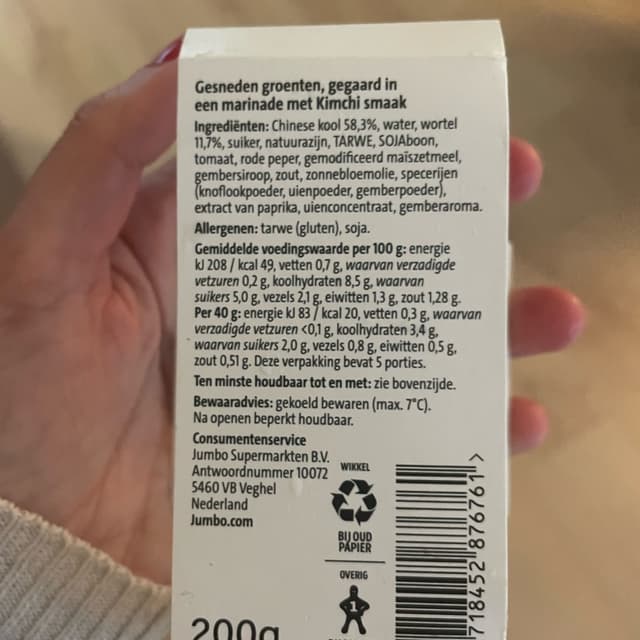 Gesneden groenten, gegaard in
een marinade met Kimchi smaak
Ingrediënten: Chinese kool 58,3%, water, wortel
11,7%, suiker, natuurazijn, TARWE, SOJAboon,
tomaat, rode peper, gemodificeerd maïszetmeel,
gembersiroop, zout, zonnebloemolie, specerijen
(knoflookpoeder, uienpoeder, gemberpoeder),
extract van paprika, uienconcentraat, gemberaroma.
Allergenen: tarwe (gluten), soja.
Gemiddelde voedingswaarde per 100 g: energie
kJ 208 / kcal 49, vetten 0,7 g, waarvan verzadigde
vetzuren 0,2 g, koolhydraten 8,5 g, waarvan
suikers 5,0 g, vezels 2,1 g, eiwitten 1,3 g, zout 1,28 g.
Per 40 g: energie kJ 83 / kcal 20, vetten 0,3 g, waarvan
verzadigde vetzuren <0,1 g, koolhydraten 3,4 g,
waarvan suikers 2,0 g, vezels 0,8 g, eiwitten 0,5 g,
zout 0,51 g. Deze verpakking bevat 5 porties.
Ten minste houdbaar tot en met: zie bovenzijde.
Bewaaradvies: gekoeld bewaren (max. 7°C).
Na openen beperkt houdbaar.
Consumentenservice
Jumbo Supermarkten B.V.
Antwoordnummer 10072
5460 VB Veghel
Nederland
Jumbo.com
WIKKEL
BIJ OUD
PAPIER
OVERIG
1
200g
718452 876761 >